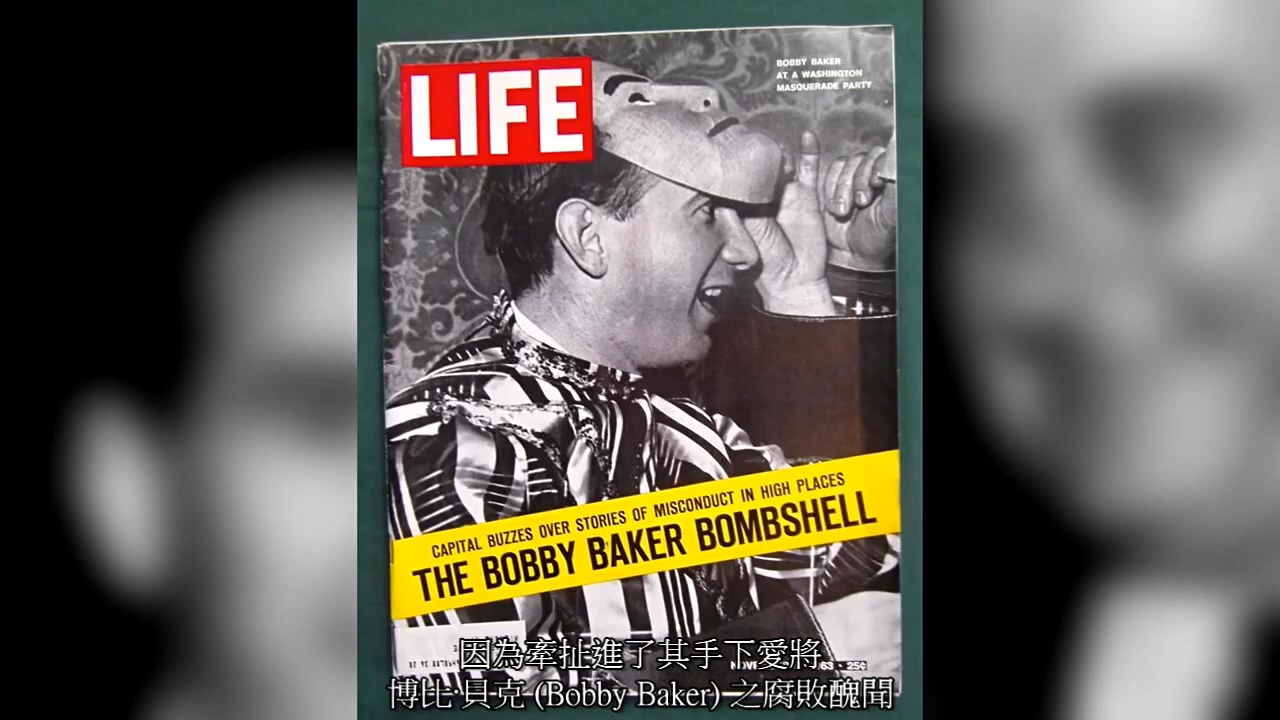 LIFE
BOBBY BAKER
AT A WASHINGTON
MASQUERADE PARTY
CAPITAL BUZZES OVER STORIES OF MISCONDUCT IN HIGH PLACES
THE BOBBY BAKER BOMBSHELL
63 · 25¢
因為牽扯進了其手下愛將
博比·貝克 (Bobby Baker) 之腐敗醜聞